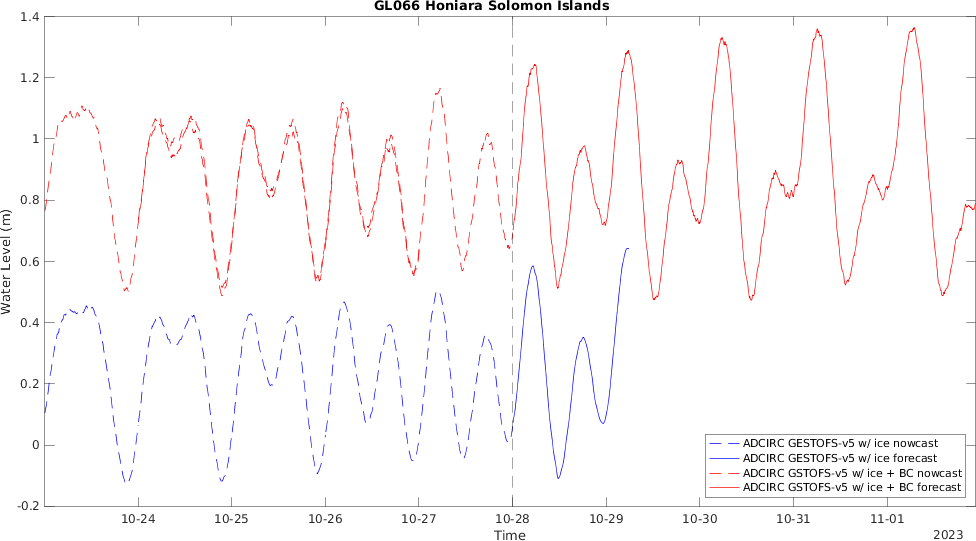 GL066 Honiara Solomon Islands
1.4
1.2
1
0.8
0.6
0.4
0.2
0
-0.2
Water Level (m)
10-24
10-25
10-26
10-27
10-28
10-29
10-30
10-31
11-01
Time
2023
ADCIRC GESTOFS-v5 w/ ice nowcast
ADCIRC GESTOFS-v5 w/ ice forecast
ADCIRC GSTOFS-v5 w/ ice + BC nowcast
ADCIRC GSTOFS-v5 w/ ice + BC forecast